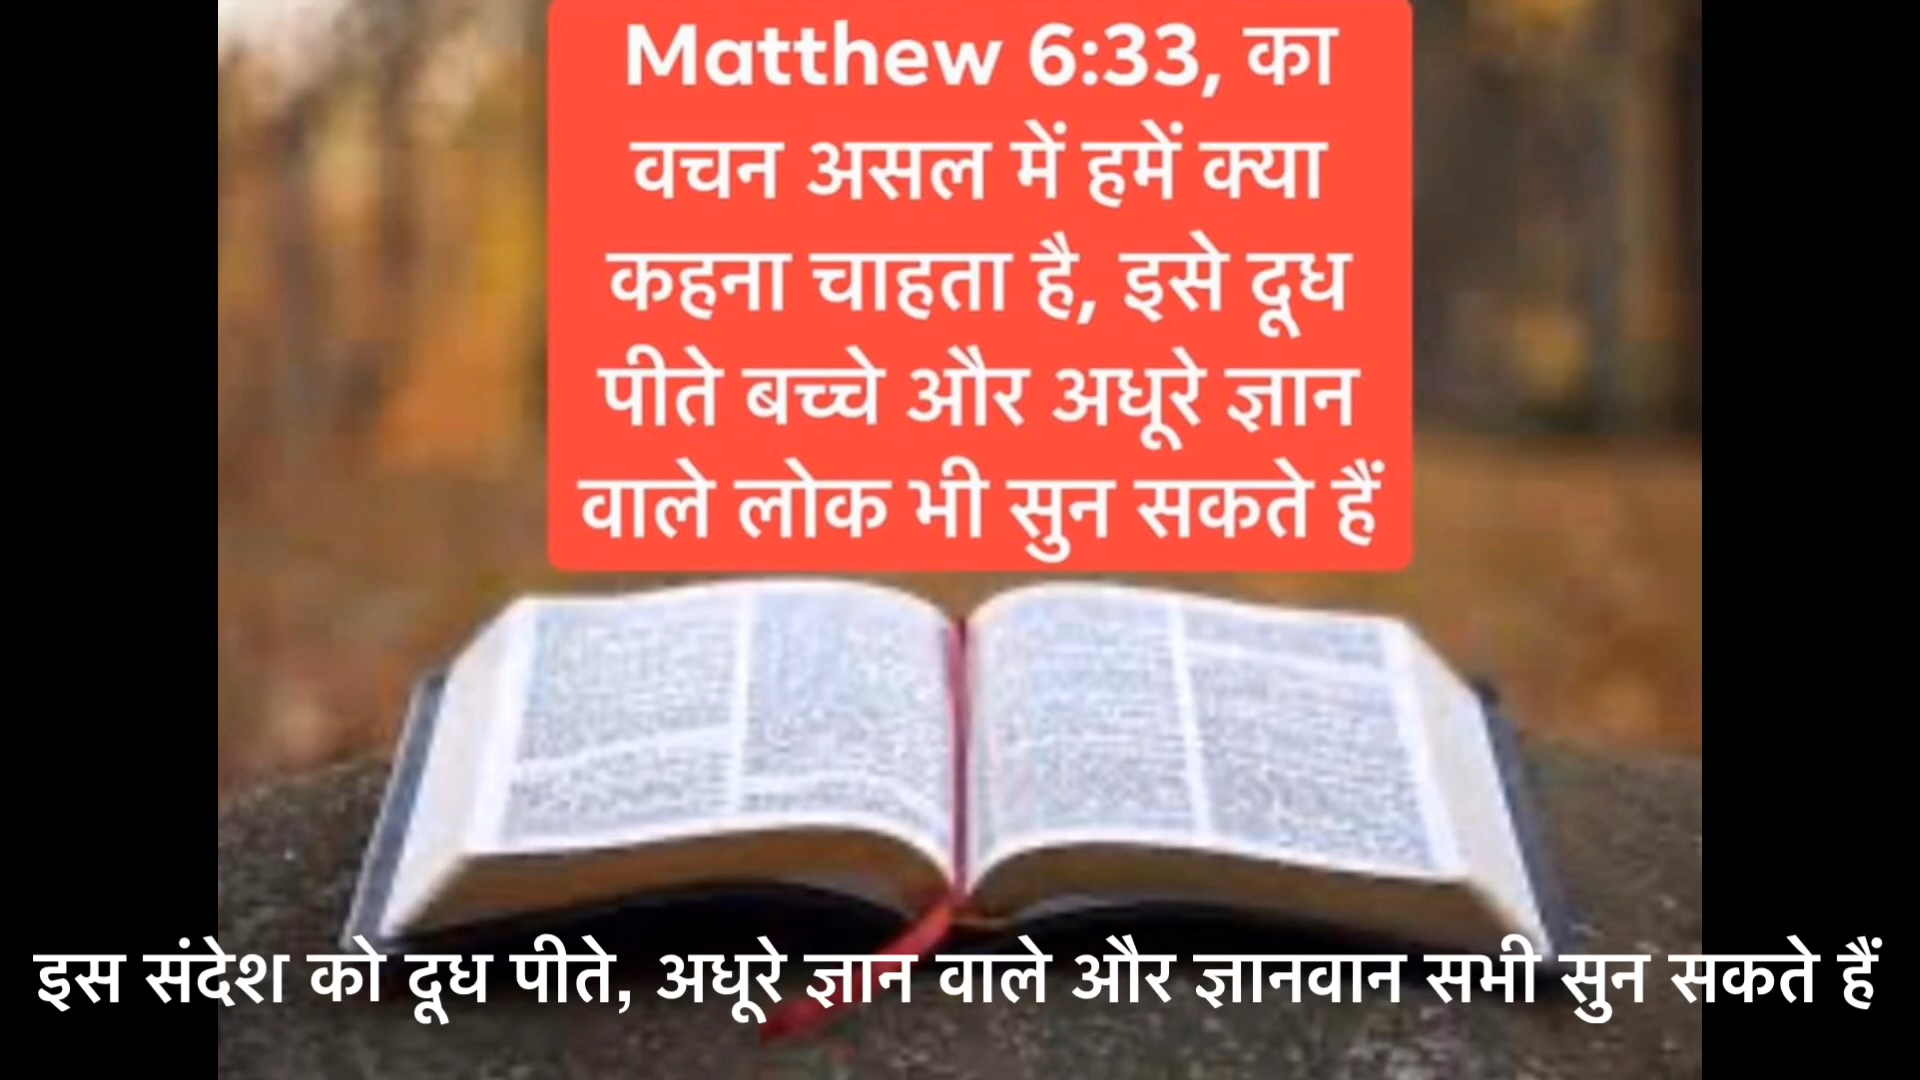 Matthew 6:33, का
वचन असल में हमें क्या
कहना चाहता है, इसे दूध
पीते बच्चे और अधूरे ज्ञान
वाले लोक भी सुन सकते हैं
इस संदेश को दूध पीते, अधूरे ज्ञान वाले और ज्ञानवान सभी सुन सकते हैं